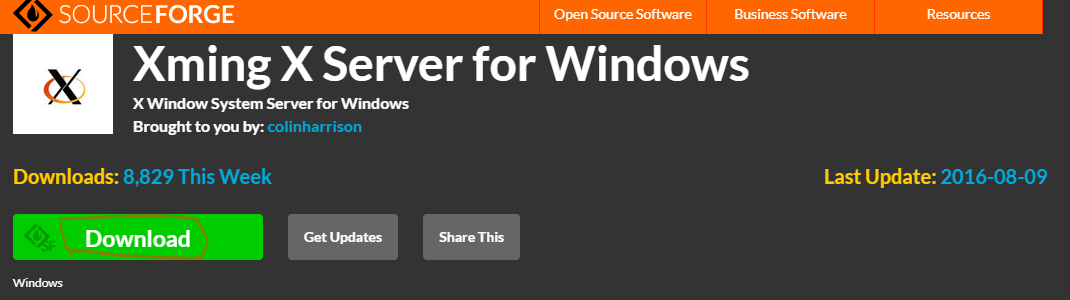 SOURCEFORGE
Open Source Software
Business Software
Resources
Xming X Server for Windows
X Window System Server for Windows
Brought to you by: colinharrison
Downloads: 8,829 This Week
Last Update: 2016-08-09
SF
Download
Get Updates
Share This
Windows